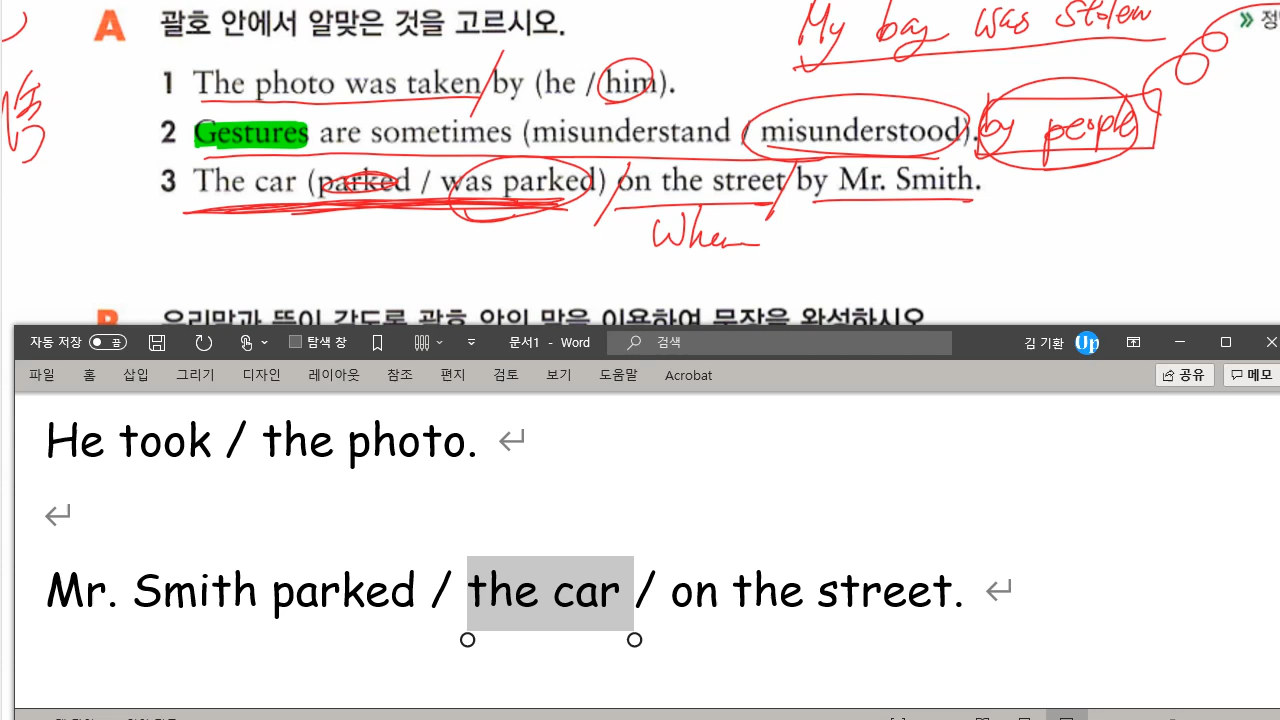 A 괄호 안에서 알맞은 것을 고르시오.
My bag was stolen
» 정
1 The photo was taken by (he / him).
2 Gestures are sometimes (misunderstand / misunderstood). by people
3 The car (parked / was parked) on the street by Mr. Smith.
B 우리말과 뜻이 같도록 괄호 안의 말을 이용하여 문장을 완성하시오
자동 저장 끔 탐색 창 문서1 - Word 검색 김 기환 Up
파일 홈 삽입 그리기 디자인 레이아웃 참조 편지 검토 보기 도움말 Acrobat 공유 메모
He took / the photo.
Mr. Smith parked / the car / on the street.